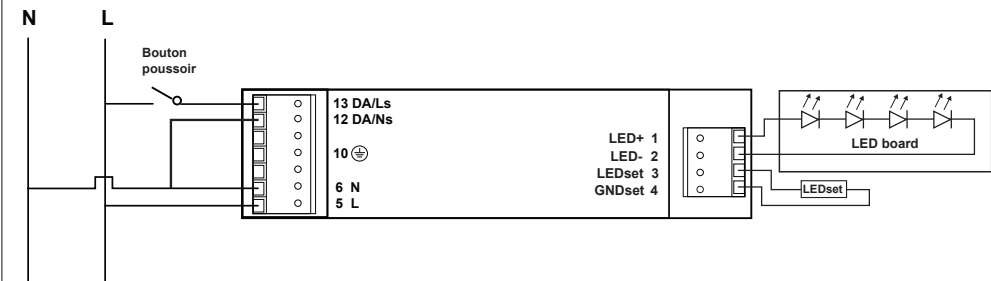 N L
Bouton
poussoir
13 DA/Ls
12 DA/Ns
10
6 N
5 L
LED+ 1
LED- 2
LEDset 3
GNDset 4
LED board
LEDset